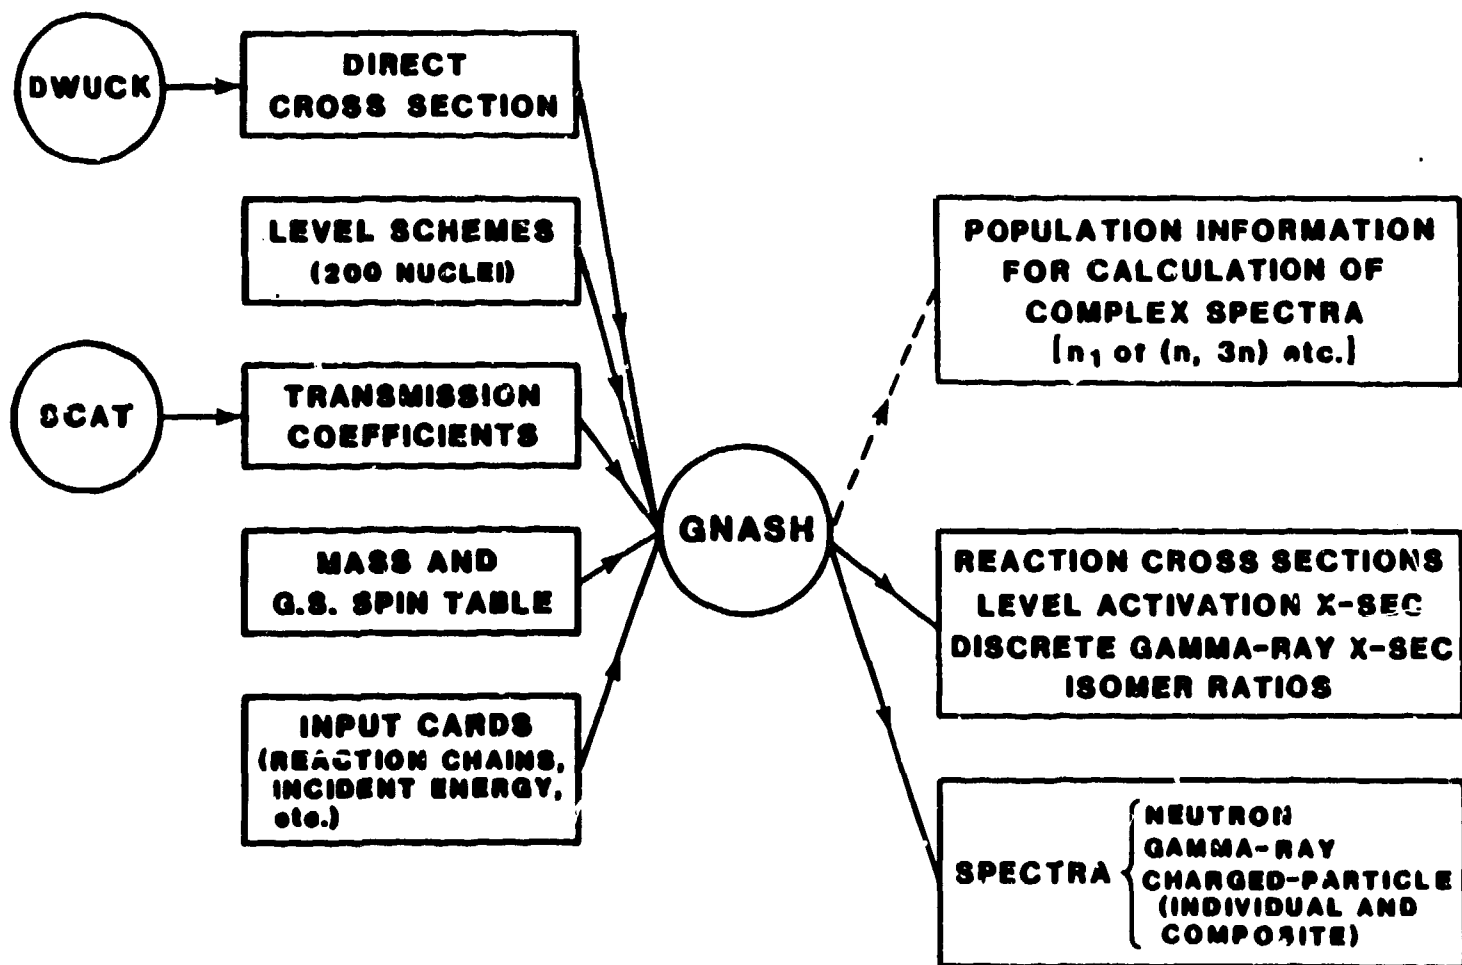 DWUCK
DIRECT
CROSS SECTION
LEVEL SCHEMES
(200 NUCLEI)
SCAT
TRANSMISSION
COEFFICIENTS
MASS AND
G.S. SPIN TABLE
INPUT CARDS
(REACTION CHAINS,
INCIDENT ENERGY,
etc.)
GNASH
POPULATION INFORMATION
FOR CALCULATION OF
COMPLEX SPECTRA
[n₁ of (n, 3n) etc.]
REACTION CROSS SECTIONS
LEVEL ACTIVATION X-SEC
DISCRETE GAMMA-RAY X-SEC
ISOMER RATIOS
SPECTRA
NEUTRON
GAMMA-RAY
CHARGED-PARTICLE
(INDIVIDUAL AND
COMPOSITE)